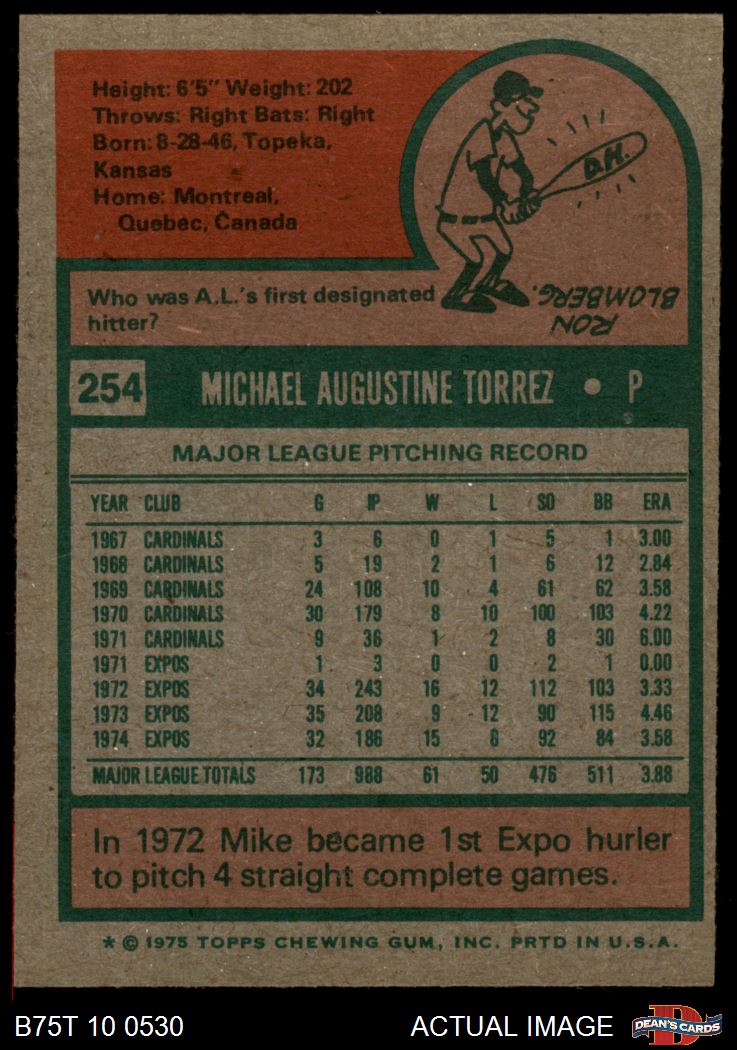 Height: 6'5" Weight: 202
Throws: Right Bats: Right
Born: 8-28-46, Topeka,
Kansas
Home: Montreal,
Quebec, Canada
D.H.
Who was A.L.'s first designated
hitter?
RON
BLOMBERG.
254 MICHAEL AUGUSTINE TORREZ • P
MAJOR LEAGUE PITCHING RECORD
YEAR CLUB G IP W L SO BB ERA
1967 CARDINALS 3 6 0 1 5 1 3.00
1968 CARDINALS 5 19 2 1 6 12 2.84
1969 CARDINALS 24 108 10 4 61 62 3.58
1970 CARDINALS 30 179 8 10 100 103 4.22
1971 CARDINALS 9 36 1 2 8 30 6.00
1971 EXPOS 1 3 0 0 2 1 0.00
1972 EXPOS 34 243 16 12 112 103 3.33
1973 EXPOS 35 208 9 12 90 115 4.46
1974 EXPOS 32 186 15 8 92 84 3.58
MAJOR LEAGUE TOTALS 173 988 61 50 476 511 3.88
In 1972 Mike became 1st Expo hurler
to pitch 4 straight complete games.
* © 1975 TOPPS CHEWING GUM, INC. PRTD IN U.S.A.
B75T 10 0530 ACTUAL IMAGE DEAN'S CARDS